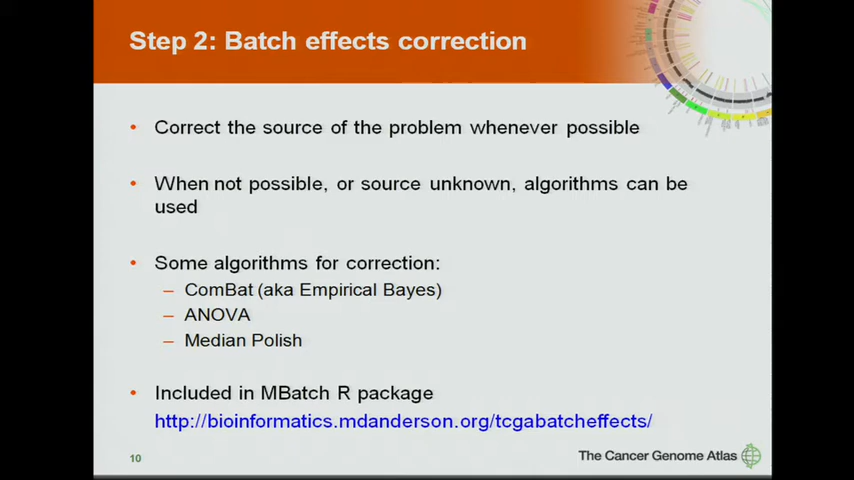 Step 2: Batch effects correction
• Correct the source of the problem whenever possible
• When not possible, or source unknown, algorithms can be
used
• Some algorithms for correction:
– ComBat (aka Empirical Bayes)
– ANOVA
– Median Polish
• Included in MBatch R package
http://bioinformatics.mdanderson.org/tcgabatcheffects/
10
The Cancer Genome Atlas